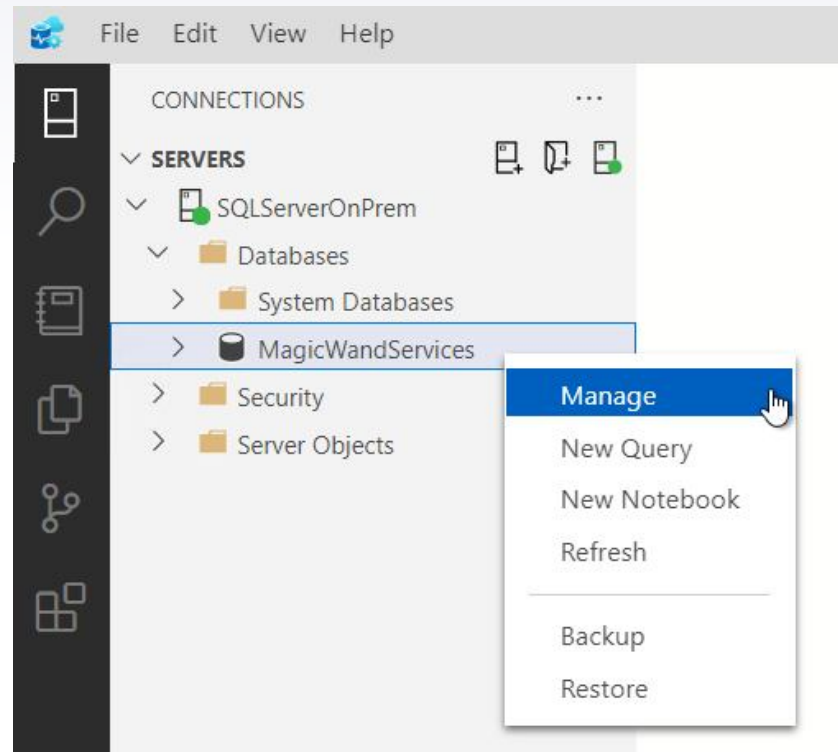 File Edit View Help
CONNECTIONS ...
SERVERS
SQLServerOnPrem
Databases
System Databases
MagicWandServices
Security
Server Objects
Manage
New Query
New Notebook
Refresh
Backup
Restore